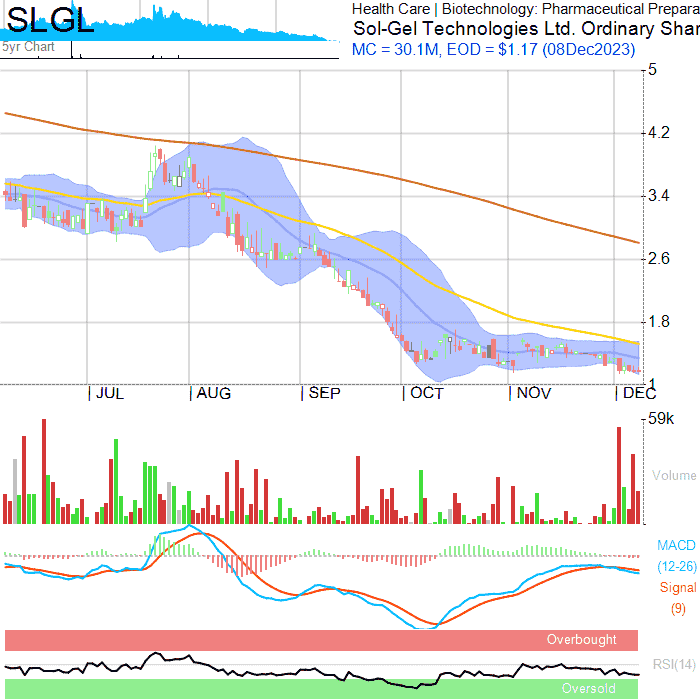 SLGL
5yr Chart
Health Care | Biotechnology: Pharmaceutical Prepara
Sol-Gel Technologies Ltd. Ordinary Shar
MC = 30.1M, EOD = $1.17 (08Dec2023)
5
4.2
3.4
2.6
1.8
1
JUL
AUG
SEP
OCT
NOV
DEC
59k
Volume
MACD
(12-26)
Signal
(9)
Overbought
RSI(14)
Oversold